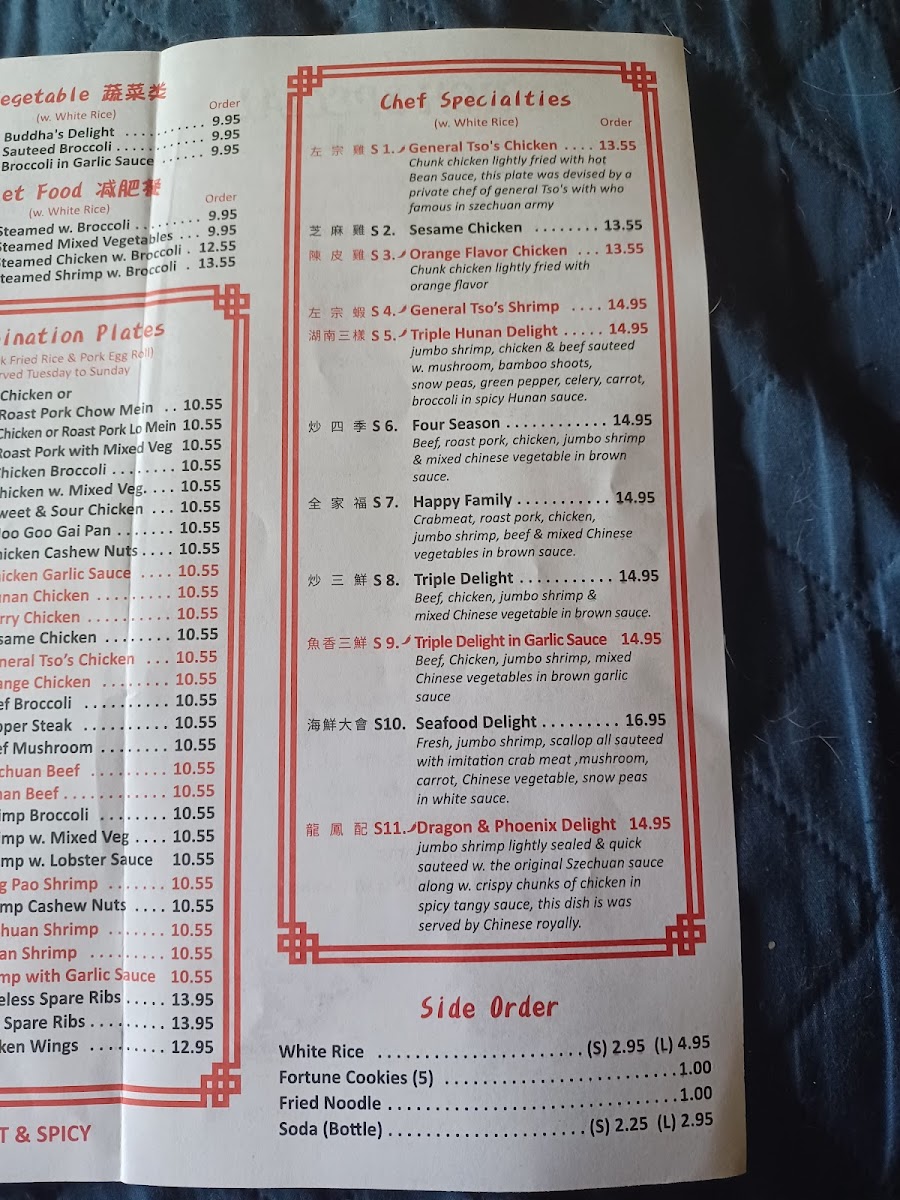 egetable 蔬菜类
(w. White Rice) Order
Buddha's Delight ........... 9.95
Sauteed Broccoli ........... 9.95
Broccoli in Garlic Sauce ...... 9.95
et Food 减肥餐
(w. White Rice) Order
Steamed w. Broccoli ......... 9.95
Steamed Mixed Vegetables ... 9.95
Steamed Chicken w. Broccoli . 12.55
teamed Shrimp w. Broccoli . 13.55
ination Plates
k Fried Rice & Pork Egg Roll)
rved Tuesday to Sunday
Chicken or
Roast Pork Chow Mein .. 10.55
Chicken or Roast Pork Lo Mein 10.55
Roast Pork with Mixed Veg 10.55
Chicken Broccoli ........ 10.55
hicken w. Mixed Veg.... 10.55
weet & Sour Chicken ... 10.55
oo Goo Gai Pan ....... 10.55
hicken Cashew Nuts .... 10.55
icken Garlic Sauce .... 10.55
unan Chicken .......... 10.55
rry Chicken ........... 10.55
same Chicken ........ 10.55
neral Tso's Chicken ... 10.55
ange Chicken ........ 10.55
ef Broccoli .......... 10.55
pper Steak .......... 10.55
ef Mushroom ........ 10.55
chuan Beef ......... 10.55
nan Beef ............ 10.55
imp Broccoli ......... 10.55
imp w. Mixed Veg .... 10.55
imp w. Lobster Sauce 10.55
g Pao Shrimp ....... 10.55
mp Cashew Nuts .... 10.55
chuan Shrimp ....... 10.55
an Shrimp ......... 10.55
mp with Garlic Sauce 10.55
eless Spare Ribs ..... 13.95
Spare Ribs ......... 13.95
ken Wings ......... 12.95
T & SPICY
Chef Specialties
(w. White Rice) Order
左宗雞 S 1. General Tso's Chicken .... 13.55
Chunk chicken lightly fried with hot
Bean Sauce, this plate was devised by a
private chef of general Tso's with who
famous in szechuan army
芝麻雞 S 2. Sesame Chicken ........ 13.55
陳皮雞 S 3. Orange Flavor Chicken ... 13.55
Chunk chicken lightly fried with
orange flavor
左宗蝦 S 4. General Tso's Shrimp .... 14.95
湖南三樣 S 5. Triple Hunan Delight ..... 14.95
jumbo shrimp, chicken & beef sauteed
w. mushroom, bamboo shoots,
snow peas, green pepper, celery, carrot,
broccoli in spicy Hunan sauce.
炒四季 S 6. Four Season ............ 14.95
Beef, roast pork, chicken, jumbo shrimp
& mixed chinese vegetable in brown
sauce.
全家福 S 7. Happy Family ........... 14.95
Crabmeat, roast pork, chicken,
jumbo shrimp, beef & mixed Chinese
vegetables in brown sauce.
炒三鮮 S 8. Triple Delight ........... 14.95
Beef, chicken, jumbo shrimp &
mixed Chinese vegetable in brown sauce.
魚香三鮮 S 9. Triple Delight in Garlic Sauce 14.95
Beef, Chicken, jumbo shrimp, mixed
Chinese vegetables in brown garlic
sauce
海鮮大會 S10. Seafood Delight ......... 16.95
Fresh, jumbo shrimp, scallop all sauteed
with imitation crab meat ,mushroom,
carrot, Chinese vegetable, snow peas
in white sauce.
龍鳳配 S11. Dragon & Phoenix Delight 14.95
jumbo shrimp lightly sealed & quick
sauteed w. the original Szechuan sauce
along w. crispy chunks of chicken in
spicy tangy sauce, this dish is was
served by Chinese royally.
Side Order
White Rice ....................... (S) 2.95 (L) 4.95
Fortune Cookies (5) .......................... 1.00
Fried Noodle ................................ 1.00
Soda (Bottle) ..................... (S) 2.25 (L) 2.95